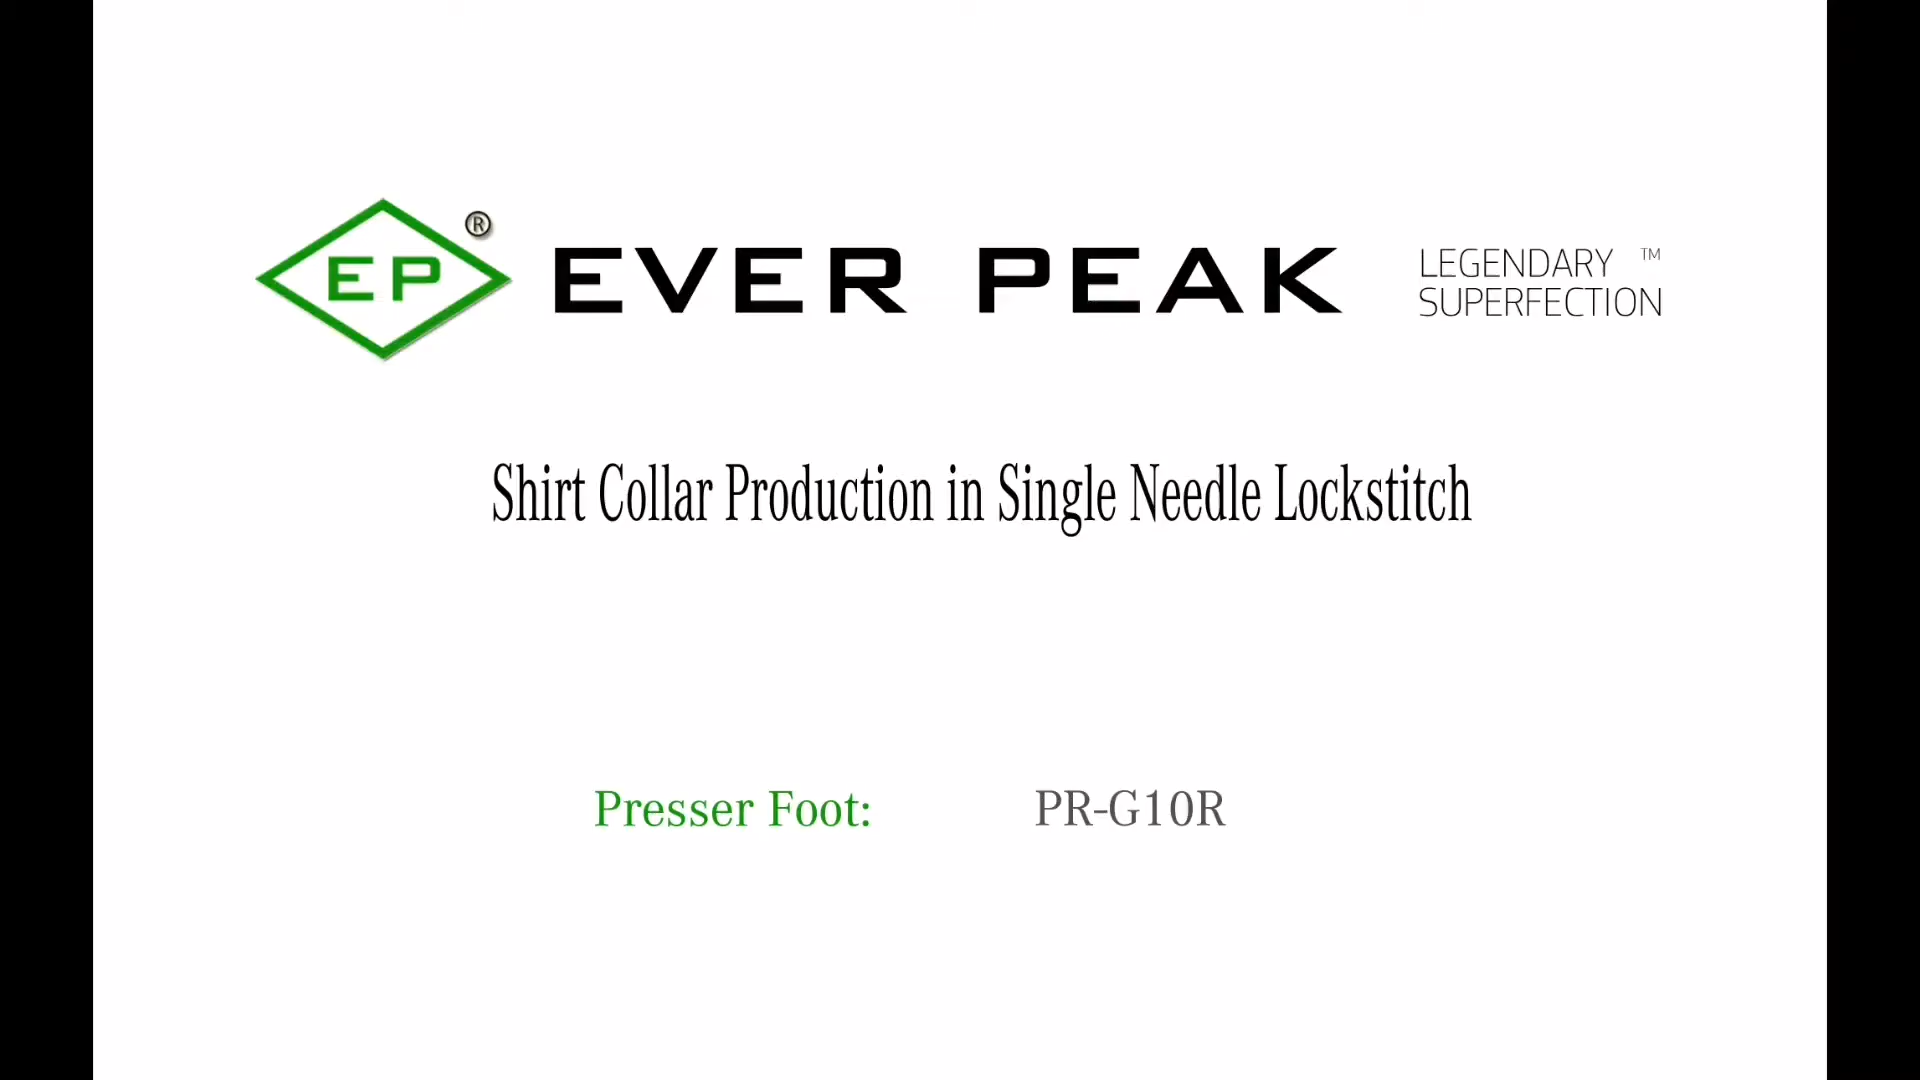 EP ® EVER PEAK LEGENDARY ™
SUPERFECTION
Shirt Collar Production in Single Needle Lockstitch
Presser Foot: PR-G10R